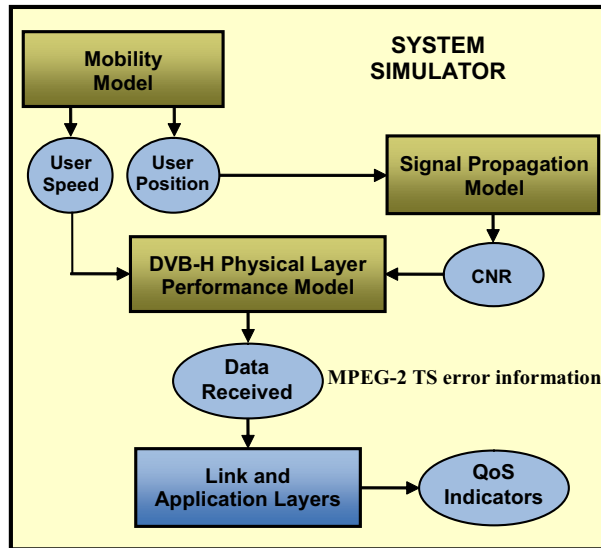 SYSTEM
SIMULATOR
Mobility
Model
User
Speed
User
Position
Signal Propagation
Model
DVB-H Physical Layer
Performance Model
CNR
Data
Received
MPEG-2 TS error information
Link and
Application Layers
QoS
Indicators